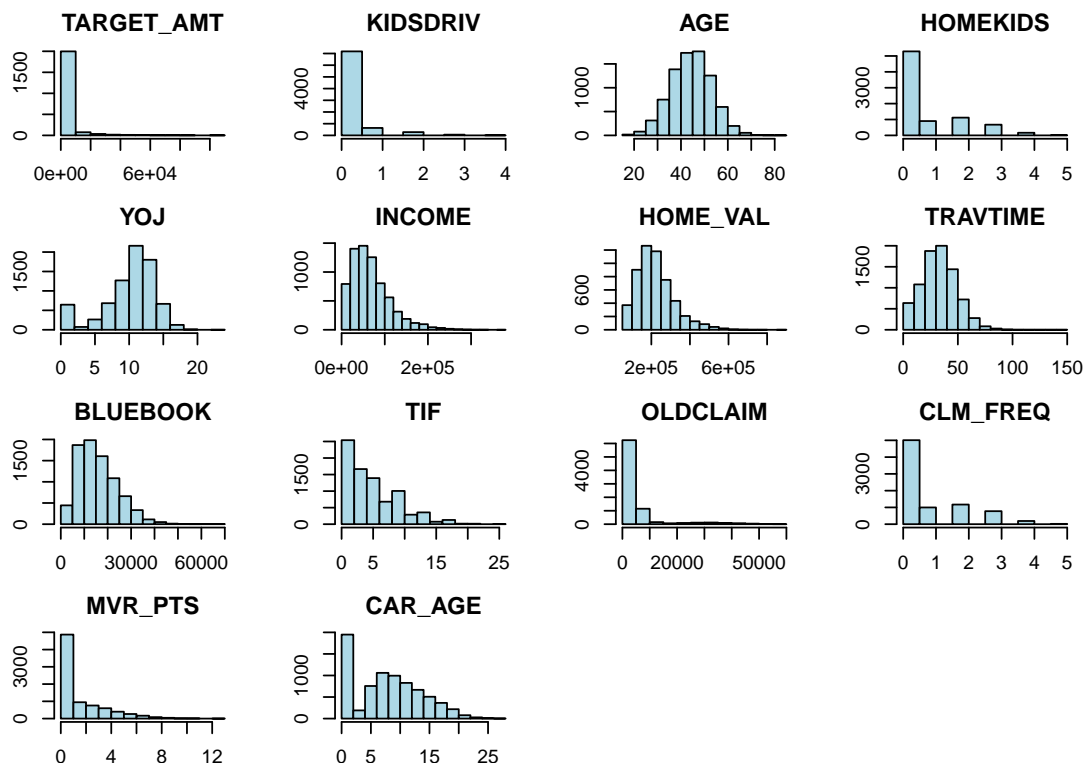 TARGET_AMT
0 1500
0e+00 6e+04
KIDSDRIV
0 4000
0 1 2 3 4
AGE
0 1000
20 40 60 80
HOMEKIDS
0 3000
0 1 2 3 4 5
YOJ
0 1500
0 5 10 20
INCOME
0 1000
0e+00 2e+05
HOME_VAL
0 600
2e+05 6e+05
TRAVTIME
0 1500
0 50 100 150
BLUEBOOK
0 1500
0 30000 60000
TIF
0 1500
0 5 15 25
OLDCLAIM
0 4000
0 20000 50000
CLM_FREQ
0 3000
0 1 2 3 4 5
MVR_PTS
0 3000
0 4 8 12
CAR_AGE
0 1000
0 5 15 25